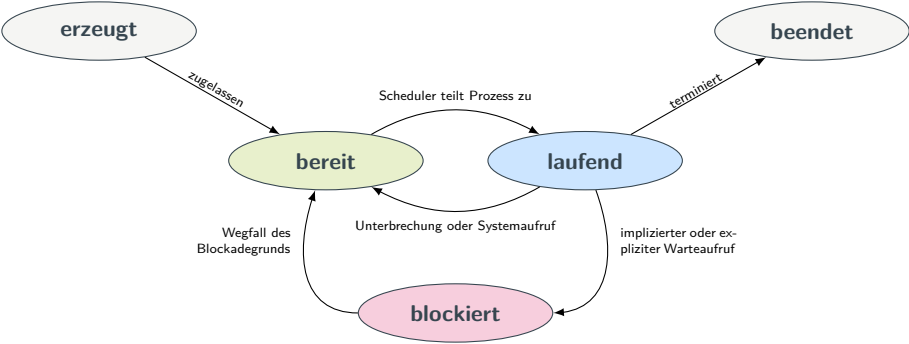 erzeugt
beendet
zugelassen
Scheduler teilt Prozess zu
terminiert
bereit
laufend
Unterbrechung oder Systemaufruf
Wegfall des
Blockadegrunds
implizierter oder ex-
pliziter Warteaufruf
blockiert